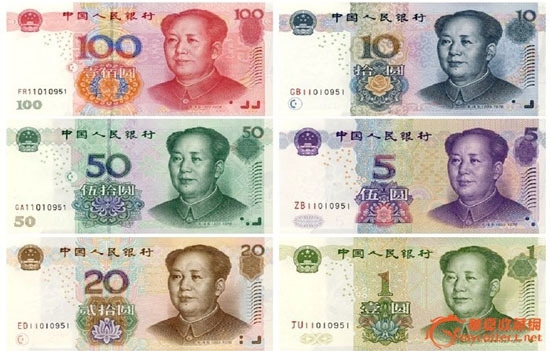 中国人民银行 100
100
壹佰圆
FR11010951
100
中国人民银行 10
10
拾圆
GB11010951
中国人民银行 50
50
伍拾圆
GA11010951
50
中国人民银行 5
5
伍圆
ZB11010951
中国人民银行 20
20
贰拾圆
ED11010951
中国人民银行 1
1
壹圆
JU11010951